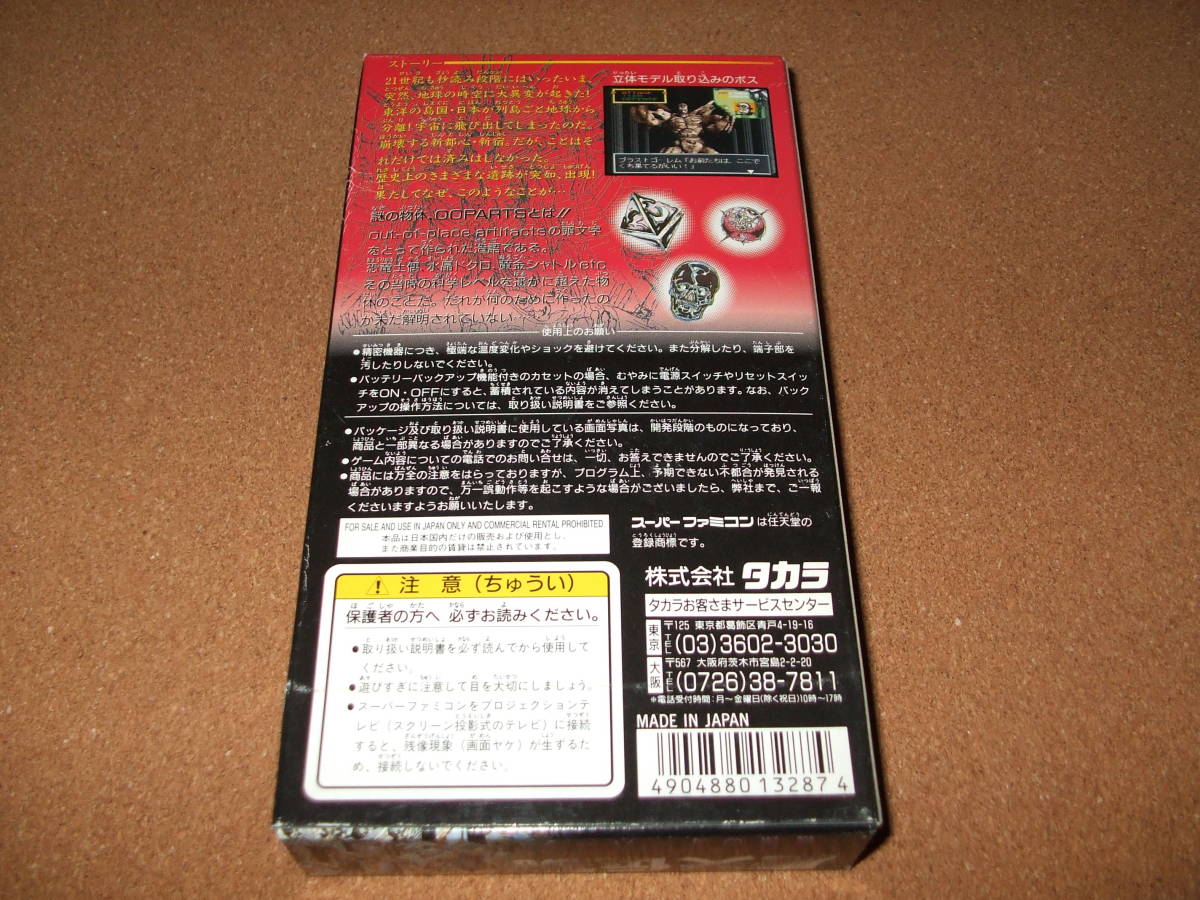 ストーリー
21世紀も秒読み段階にはいったいま、
突然、地球の時空に大異変が起きた!
東洋の島国・日本が列島ごと地球から
分離!宇宙に飛び出してしまったのだ。
崩壊する新都心・新宿。だが、ことはそ
れだけでは済みはしなかった。
歴史上のさまざまな遺跡が突如、出現!
果たしてなぜ、このようなことが…
謎の物体、OOPARTSとは!!
out-of-place artifactsの頭文字
をとって作られた造語である。
恐竜土偶、水晶ドクロ、黄金シャトルetc
その当時の科学レベルを遥かに超えた物
体のことだ。だれが何のために作ったの
か未だ解明されていない…
立体モデル取り込みのボス
ブラストゴーレム「お前たちは、ここで
くち果てるがいい!」
使用上のお願い
●精密機器につき、極端な温度変化やショックを避けてください。また分解したり、端子部を
汚したりしないでください。
●バッテリーバックアップ機能付きのカセットの場合、むやみに電源スイッチやリセットスイッ
チをON・OFFにすると、蓄積されている内容が消えてしまうことがあります。なお、バック
アップの操作方法については、取り扱い説明書をご参照ください。
●パッケージ及び取り扱い説明書に使用している画面写真は、開発段階のものになっており、
商品と一部異なる場合がありますのでご了承ください。
●ゲーム内容についての電話でのお問い合せは、一切、お答えできませんのでご了承ください。
●商品には万全の注意をはらっておりますが、プログラム上、予期できない不都合が発見される
場合がありますので、万一誤動作等を起こすような場合がございましたら、弊社まで、ご一報
くださいますようお願いいたします。
FOR SALE AND USE IN JAPAN ONLY AND COMMERCIAL RENTAL PROHIBITED.
本品は日本国内だけの販売および使用とし、
また商業目的の賃貸は禁止されています。
スーパーファミコンは任天堂の
登録商標です。
注 意(ちゅうい)
保護者の方へ 必ずお読みください。
●取り扱い説明書を必ず読んでから使用して
ください。
●遊びすぎに注意して目を大切にしましょう。
●スーパーファミコンをプロジェクションテ
レビ(スクリーン投影式のテレビ)に接続
すると、残像現象(画面ヤケ)が生ずるた
め、接続しないでください。
株式会社 タカラ
タカラお客さまサービスセンター
東京 〒125 東京都葛飾区青戸4-19-16
TEL (03)3602-3030
大阪 〒567 大阪府茨木市宮島2-2-20
TEL (0726)38-7811
*電話受付時間:月〜金曜日(除く祝日)10時〜17時
MADE IN JAPAN
4904880 132874